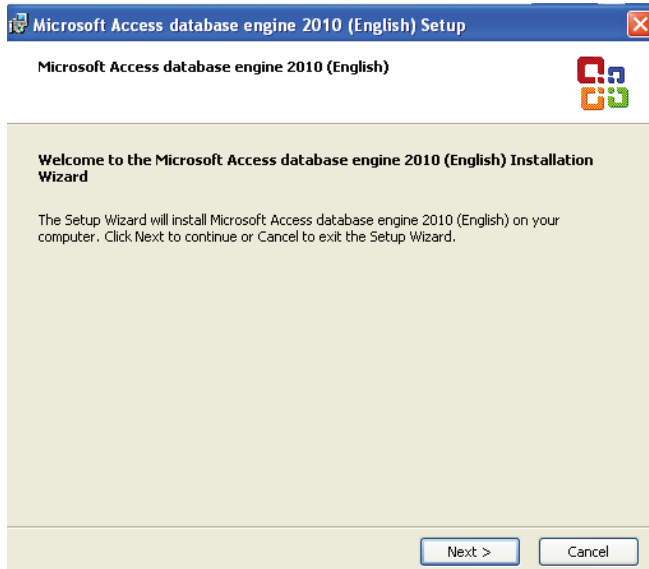 Microsoft Access database engine 2010 (English) Setup
Microsoft Access database engine 2010 (English)
Welcome to the Microsoft Access database engine 2010 (English) Installation
Wizard
The Setup Wizard will install Microsoft Access database engine 2010 (English) on your
computer. Click Next to continue or Cancel to exit the Setup Wizard.
Next >
Cancel